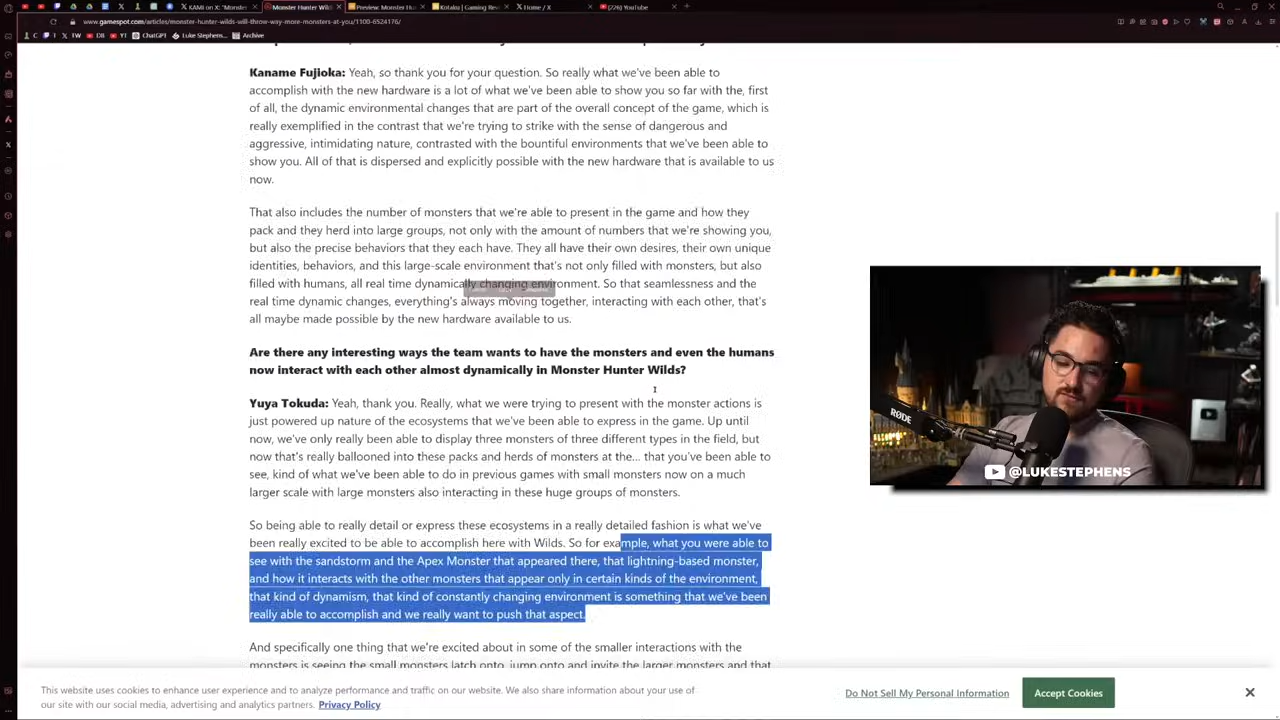 KAMI on X: "Monster
Monster Hunter Wilds
Preview: Monster Hun
Kotaku | Gaming Rev
Home / X
(226) YouTube
www.gamespot.com/articles/monster-hunter-wilds-will-throw-way-more-monsters-at-you/1100-6524176/
C
T
TW
DB
YT
ChatGPT
Luke Stephens...
Archive
Kaname Fujioka: Yeah, so thank you for your question. So really what we've been able to
accomplish with the new hardware is a lot of what we've been able to show you so far with the, first
of all, the dynamic environmental changes that are part of the overall concept of the game, which is
really exemplified in the contrast that we're trying to strike with the sense of dangerous and
aggressive, intimidating nature, contrasted with the bountiful environments that we've been able to
show you. All of that is dispersed and explicitly possible with the new hardware that is available to us
now.
That also includes the number of monsters that we're able to present in the game and how they
pack and they herd into large groups, not only with the amount of numbers that we're showing you,
but also the precise behaviors that they each have. They all have their own desires, their own unique
identities, behaviors, and this large-scale environment that's not only filled with monsters, but also
filled with humans, all real time dynamically changing environment. So that seamlessness and the
real time dynamic changes, everything's always moving together, interacting with each other, that's
all maybe made possible by the new hardware available to us.
Are there any interesting ways the team wants to have the monsters and even the humans
now interact with each other almost dynamically in Monster Hunter Wilds?
Yuya Tokuda: Yeah, thank you. Really, what we were trying to present with the monster actions is
just powered up nature of the ecosystems that we've been able to express in the game. Up until
now, we've only really been able to display three monsters of three different types in the field, but
now that's really ballooned into these packs and herds of monsters at the... that you've been able to
see, kind of what we've been able to do in previous games with small monsters now on a much
larger scale with large monsters also interacting in these huge groups of monsters.
So being able to really detail or express these ecosystems in a really detailed fashion is what we've
been really excited to be able to accomplish here with Wilds. So for example, what you were able to
see with the sandstorm and the Apex Monster that appeared there, that lightning-based monster,
and how it interacts with the other monsters that appear only in certain kinds of the environment,
that kind of dynamism, that kind of constantly changing environment is something that we've been
really able to accomplish and we really want to push that aspect.
And specifically one thing that we're excited about in some of the smaller interactions with the
monsters is seeing the small monsters latch onto, jump onto and invite the larger monsters and that
RØDE
@LUKESTEPHENS
This website uses cookies to enhance user experience and to analyze performance and traffic on our website. We also share information about your use of
our site with our social media, advertising and analytics partners. Privacy Policy
Do Not Sell My Personal Information
Accept Cookies